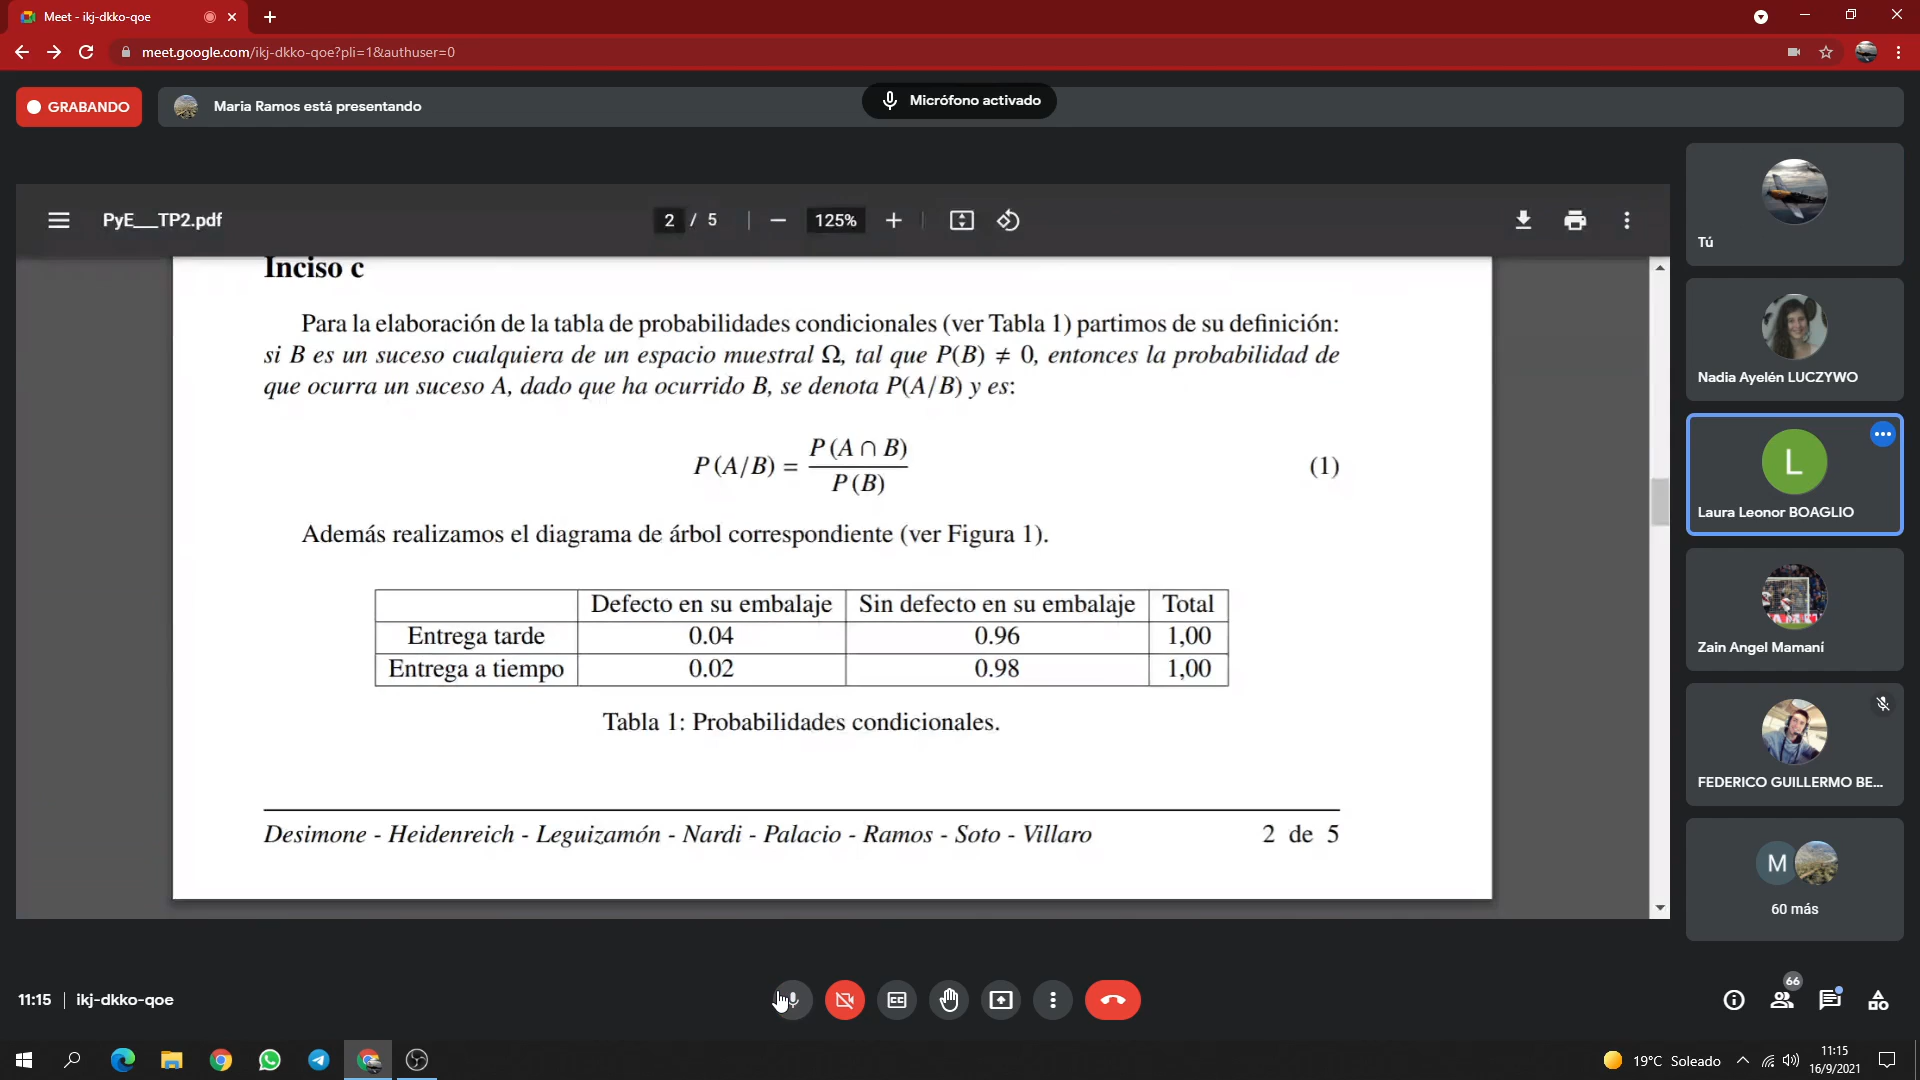 Meet - ikj-dkko-qoe
meet.google.com/ikj-dkko-qoe?pli=1&authuser=0
GRABANDO
Maria Ramos está presentando
Micrófono activado
PyE__TP2.pdf
2 / 5
125%
Inciso c
Para la elaboración de la tabla de probabilidades condicionales (ver Tabla 1) partimos de su definición:
si B es un suceso cualquiera de un espacio muestral Ω, tal que P(B) ≠ 0, entonces la probabilidad de
que ocurra un suceso A, dado que ha ocurrido B, se denota P(A/B) y es:
P (A/B) = P (A ∩ B) / P (B) (1)
Además realizamos el diagrama de árbol correspondiente (ver Figura 1).
Defecto en su embalaje Sin defecto en su embalaje Total
Entrega tarde 0.04 0.96 1,00
Entrega a tiempo 0.02 0.98 1,00
Tabla 1: Probabilidades condicionales.
Desimone - Heidenreich - Leguizamón - Nardi - Palacio - Ramos - Soto - Villaro 2 de 5
Tú
Nadia Ayelén LUCZYWO
L
Laura Leonor BOAGLIO
Zain Angel Mamaní
FEDERICO GUILLERMO BE...
M
60 más
11:15 | ikj-dkko-qoe
66
19°C Soleado
11:15
16/9/2021